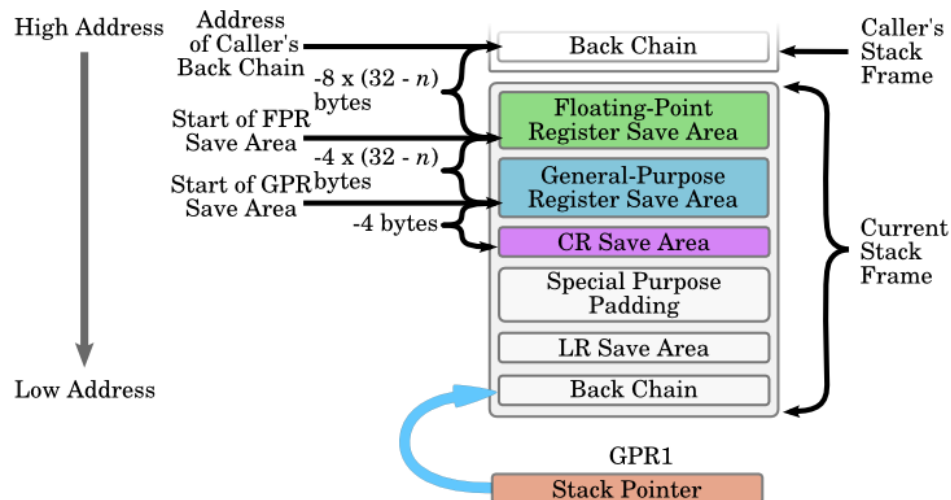 High Address
Low Address
Address
of Caller's
Back Chain
-8 x (32 - n)
bytes
Start of FPR
Save Area
-4 x (32 - n)
bytes
Start of GPR
Save Area
-4 bytes
Back Chain
Floating-Point
Register Save Area
General-Purpose
Register Save Area
CR Save Area
Special Purpose
Padding
LR Save Area
Back Chain
GPR1
Stack Pointer
Caller's
Stack
Frame
Current
Stack
Frame